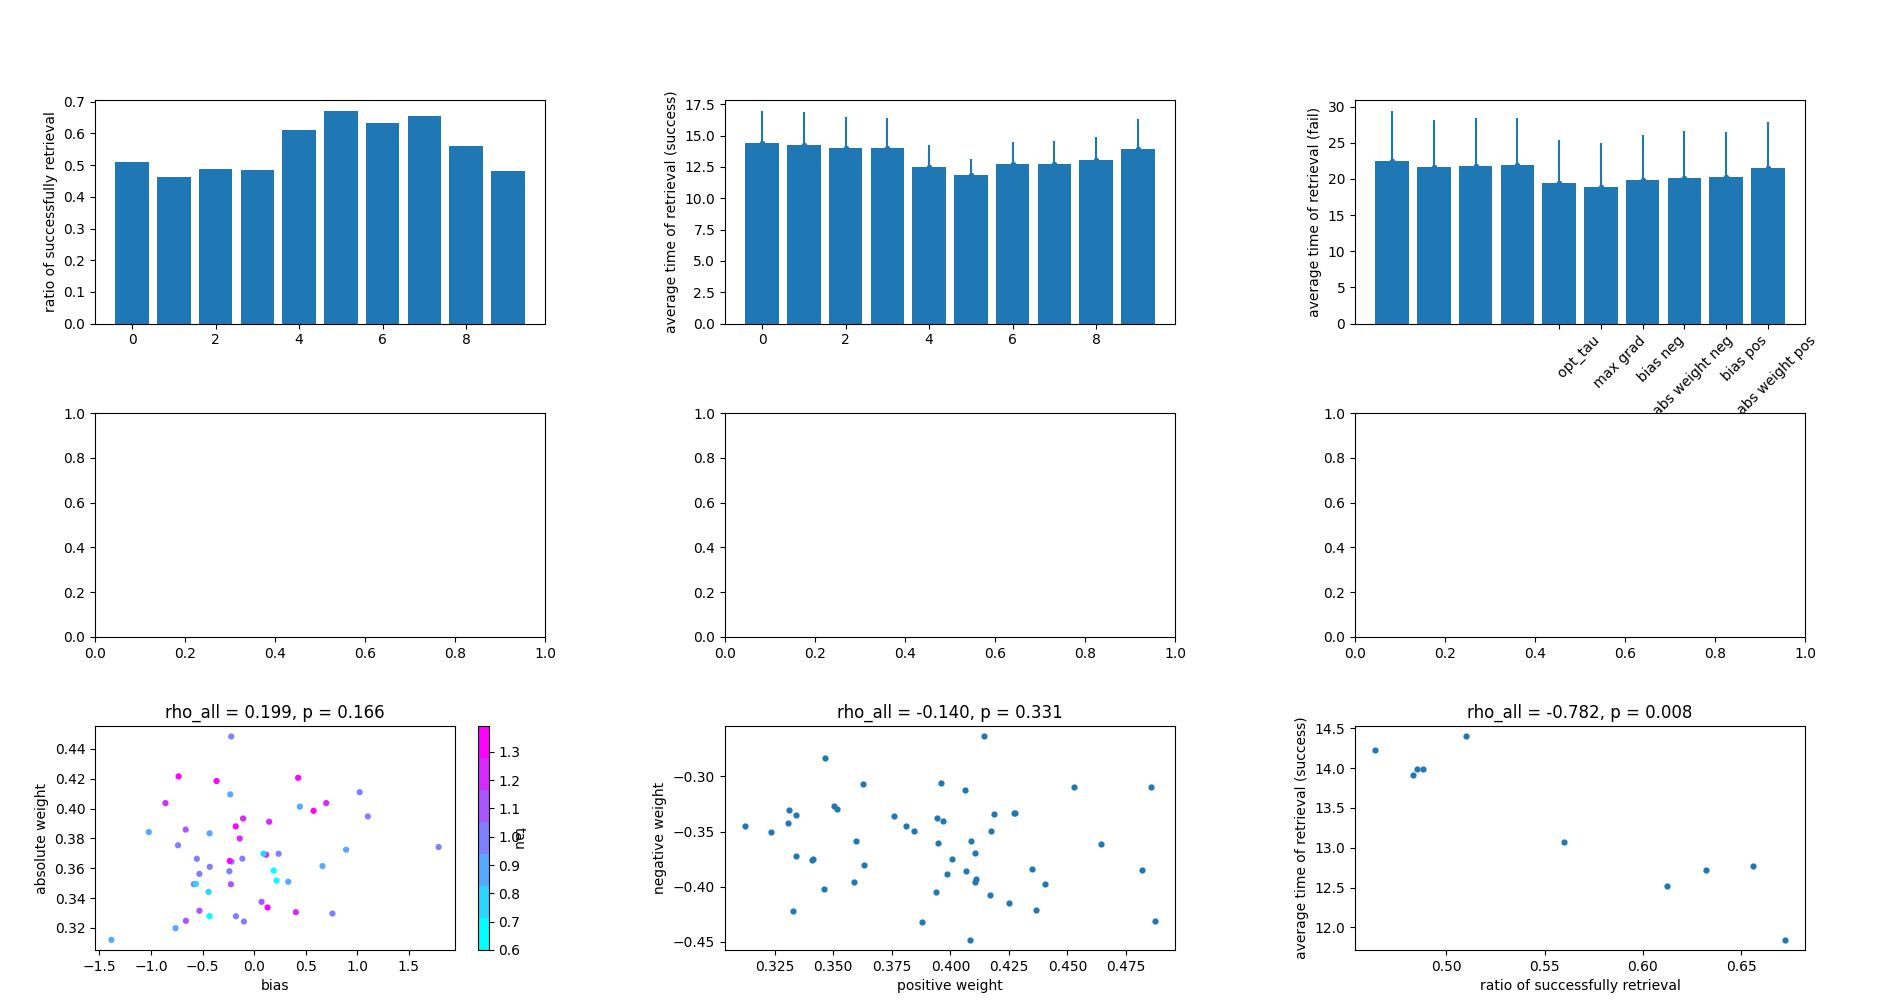 ratio of successfully retrieval
0.7
0.6
0.5
0.4
0.3
0.2
0.1
0.0
0 2 4 6 8
average time of retrieval (success)
17.5
15.0
12.5
10.0
7.5
5.0
2.5
0.0
0 2 4 6 8
average time of retrieval (fail)
30
25
20
15
10
5
0
opt_tau
max grad
bias neg
abs weight neg
bias pos
abs weight pos
1.0
0.8
0.6
0.4
0.2
0.0
0.0 0.2 0.4 0.6 0.8 1.0
1.0
0.8
0.6
0.4
0.2
0.0
0.0 0.2 0.4 0.6 0.8 1.0
1.0
0.8
0.6
0.4
0.2
0.0
0.0 0.2 0.4 0.6 0.8 1.0
rho_all = 0.199, p = 0.166
absolute weight
0.44
0.42
0.40
0.38
0.36
0.34
0.32
−1.5 −1.0 −0.5 0.0 0.5 1.0 1.5
bias
1.3
1.2
1.1
1.0
0.9
0.8
0.7
0.6
tau
rho_all = -0.140, p = 0.331
negative weight
−0.30
−0.35
−0.40
−0.45
0.325 0.350 0.375 0.400 0.425 0.450 0.475
positive weight
rho_all = -0.782, p = 0.008
average time of retrieval (success)
14.5
14.0
13.5
13.0
12.5
12.0
0.50 0.55 0.60 0.65
ratio of successfully retrieval